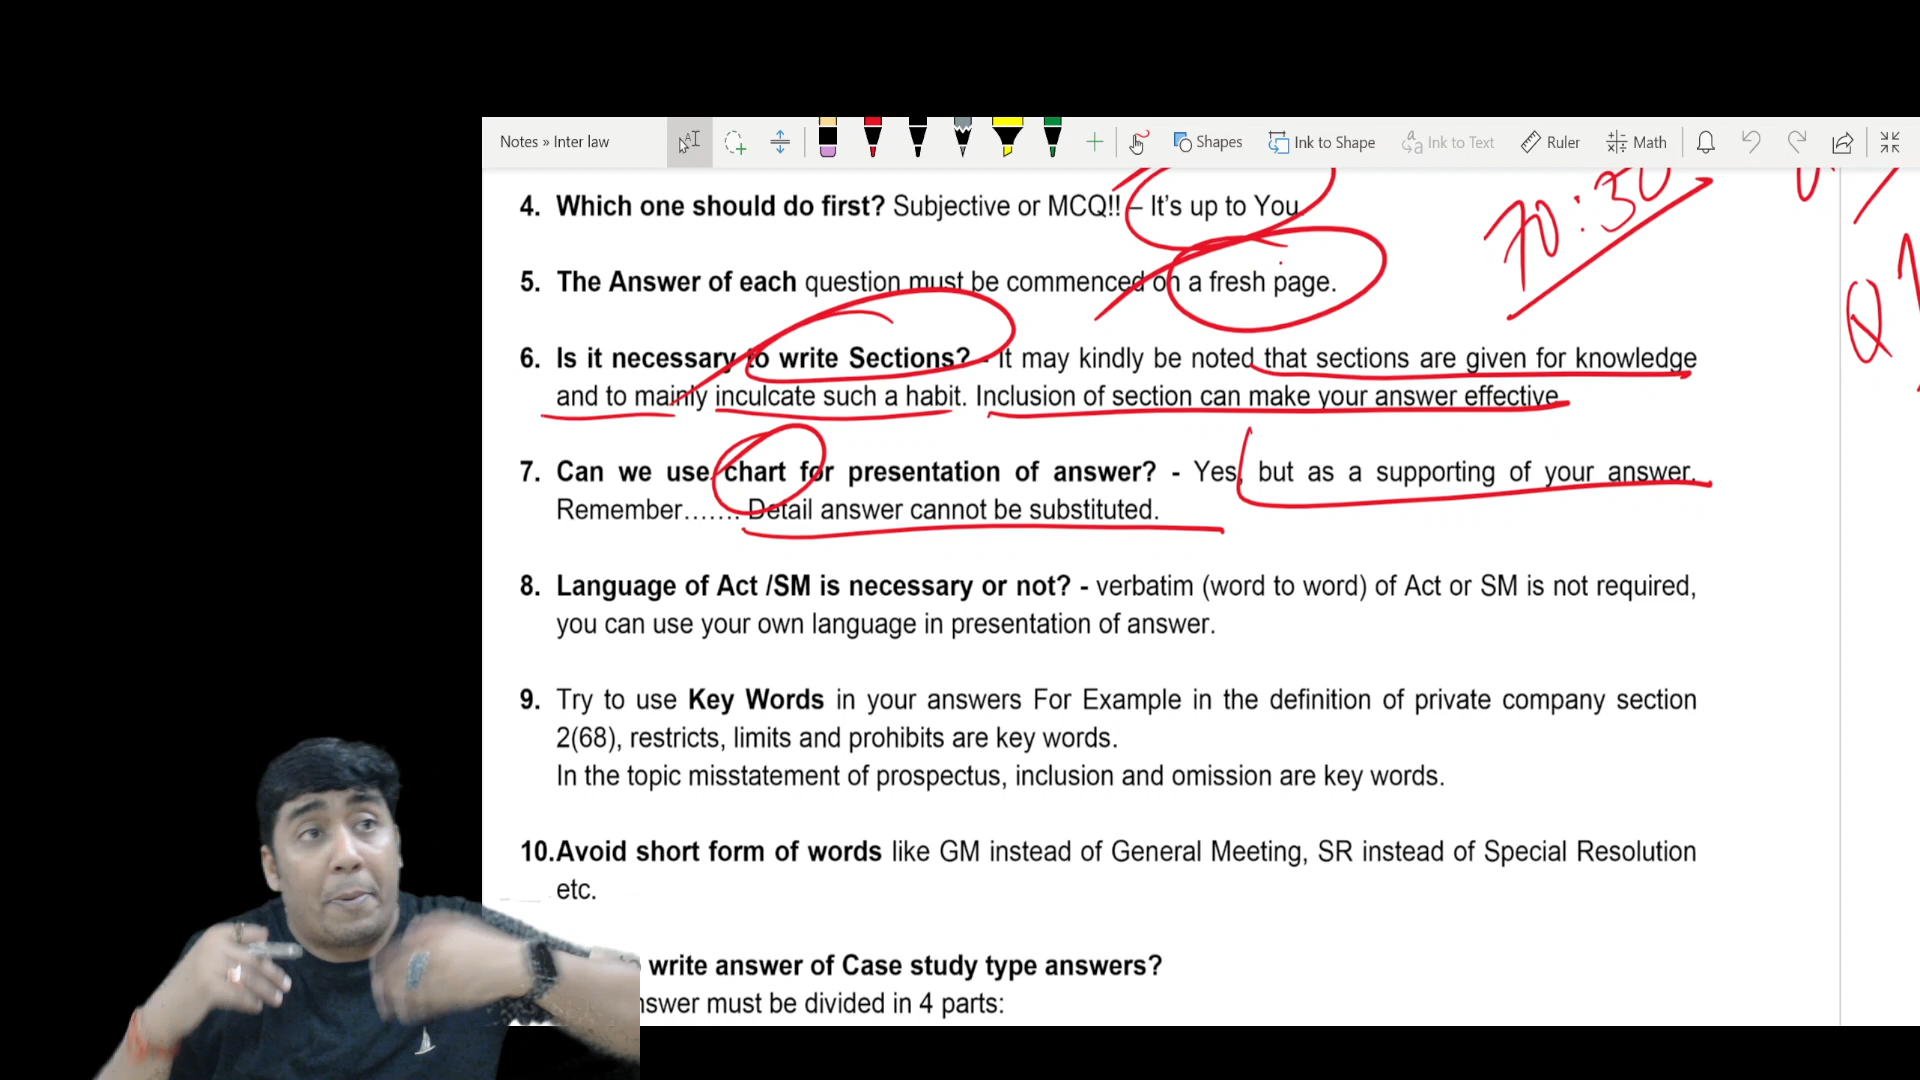 Notes » Inter law
Shapes
Ink to Shape
Ink to Text
Ruler
Math
4. Which one should do first? Subjective or MCQ!! – It's up to You.
70:30
5. The Answer of each question must be commenced on a fresh page.
6. Is it necessary to write Sections? - It may kindly be noted that sections are given for knowledge
and to mainly inculcate such a habit. Inclusion of section can make your answer effective.
7. Can we use chart for presentation of answer? - Yes, but as a supporting of your answer.
Remember……. Detail answer cannot be substituted.
8. Language of Act /SM is necessary or not? - verbatim (word to word) of Act or SM is not required,
you can use your own language in presentation of answer.
9. Try to use Key Words in your answers For Example in the definition of private company section
2(68), restricts, limits and prohibits are key words.
In the topic misstatement of prospectus, inclusion and omission are key words.
10.Avoid short form of words like GM instead of General Meeting, SR instead of Special Resolution
etc.
write answer of Case study type answers?
must be divided in 4 parts: